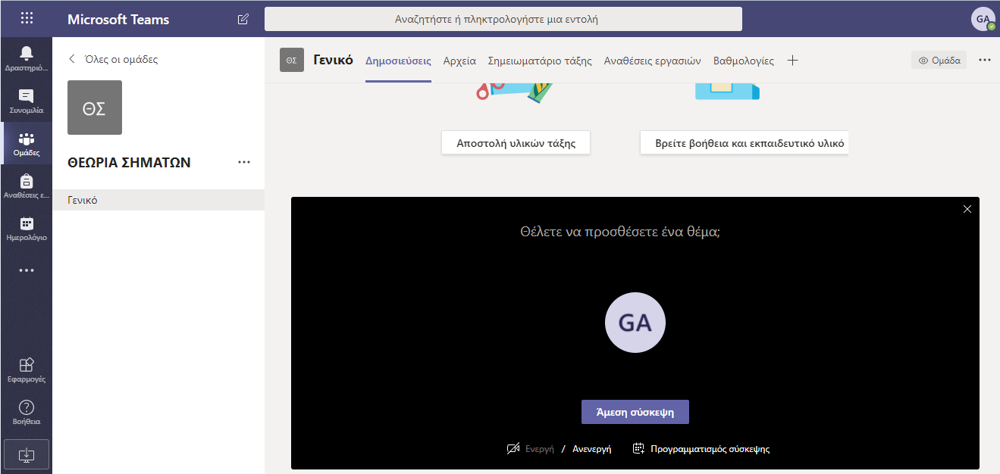 Microsoft Teams
Αναζητήστε ή πληκτρολογήστε μια εντολή
GA
Δραστηριό...
Συνομιλία
Ομάδες
Αναθέσεις ε...
Ημερολόγιο
Εφαρμογές
Βοήθεια
Όλες οι ομάδες
ΘΣ
ΘΕΩΡΙΑ ΣΗΜΑΤΩΝ
Γενικό
ΘΣ Γενικό Δημοσιεύσεις Αρχεία Σημειωματάριο τάξης Αναθέσεις εργασιών Βαθμολογίες Ομάδα
Αποστολή υλικών τάξης
Βρείτε βοήθεια και εκπαιδευτικό υλικό
Θέλετε να προσθέσετε ένα θέμα;
GA
Άμεση σύσκεψη
Ενεργή / Ανενεργή Προγραμματισμός σύσκεψης